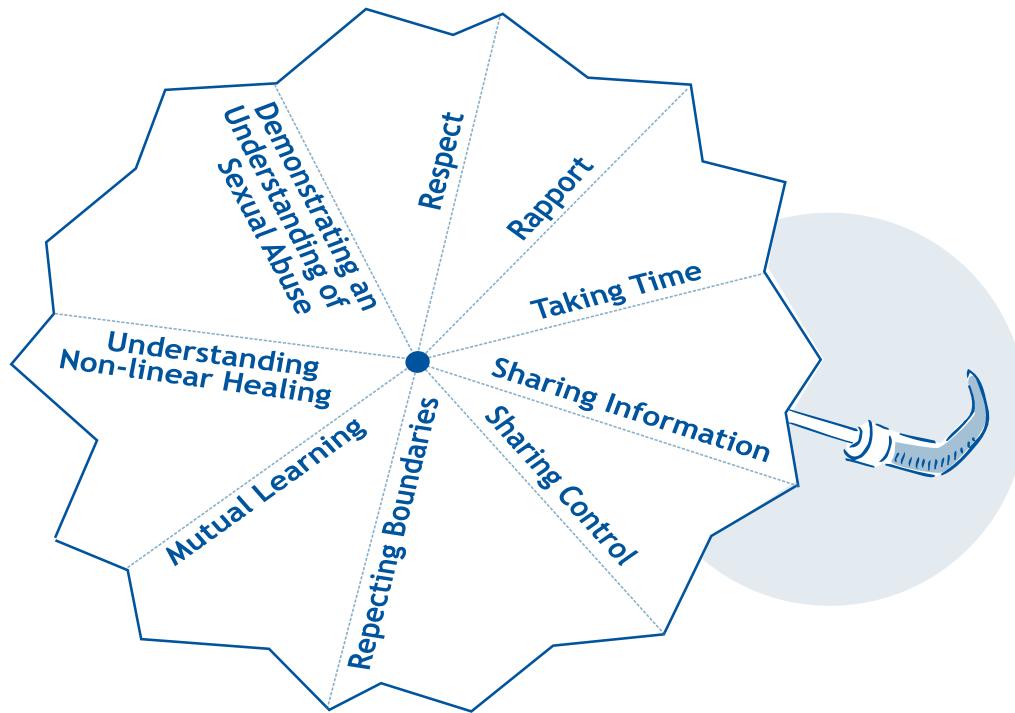 Respect
Rapport
Taking Time
Sharing Information
Sharing Control
Repecting Boundaries
Mutual Learning
Understanding
Non-linear Healing
Demonstrating an
Understanding of
Sexual Abuse